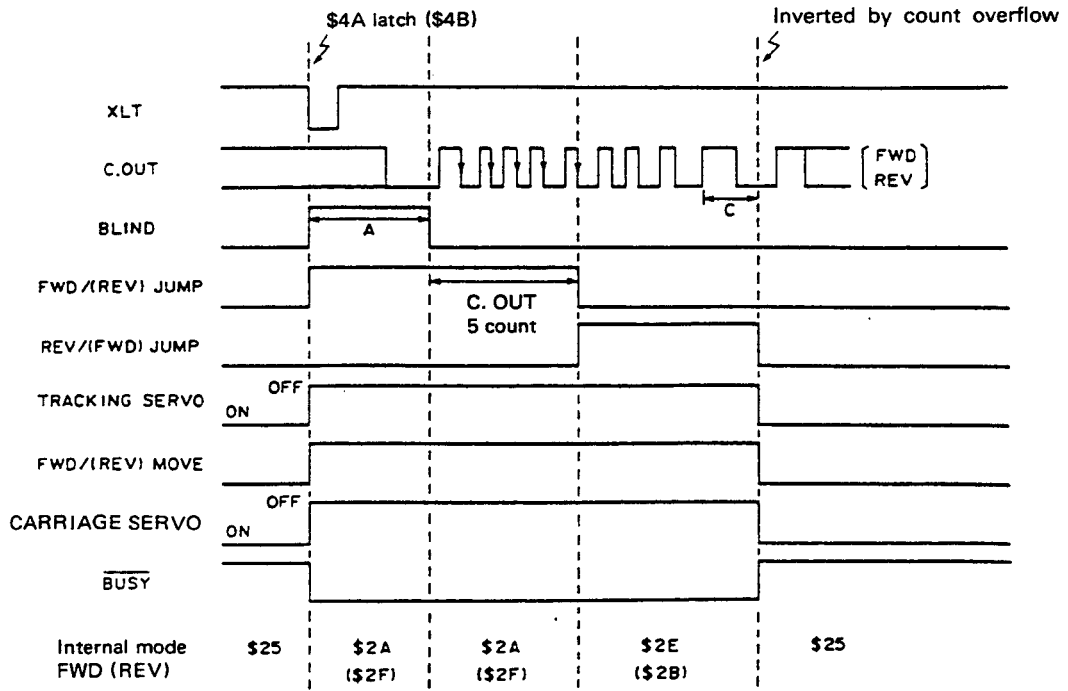 $4A latch ($4B)
Inverted by count overflow
XLT
C.OUT
FWD
REV
C
BLIND
A
FWD/(REV) JUMP
C. OUT
5 count
REV/(FWD) JUMP
OFF
TRACKING SERVO
ON
FWD/(REV) MOVE
OFF
CARRIAGE SERVO
ON
BUSY
Internal mode $25 $2A $2A $2E $25
FWD (REV) ($2F) ($2F) ($2B)